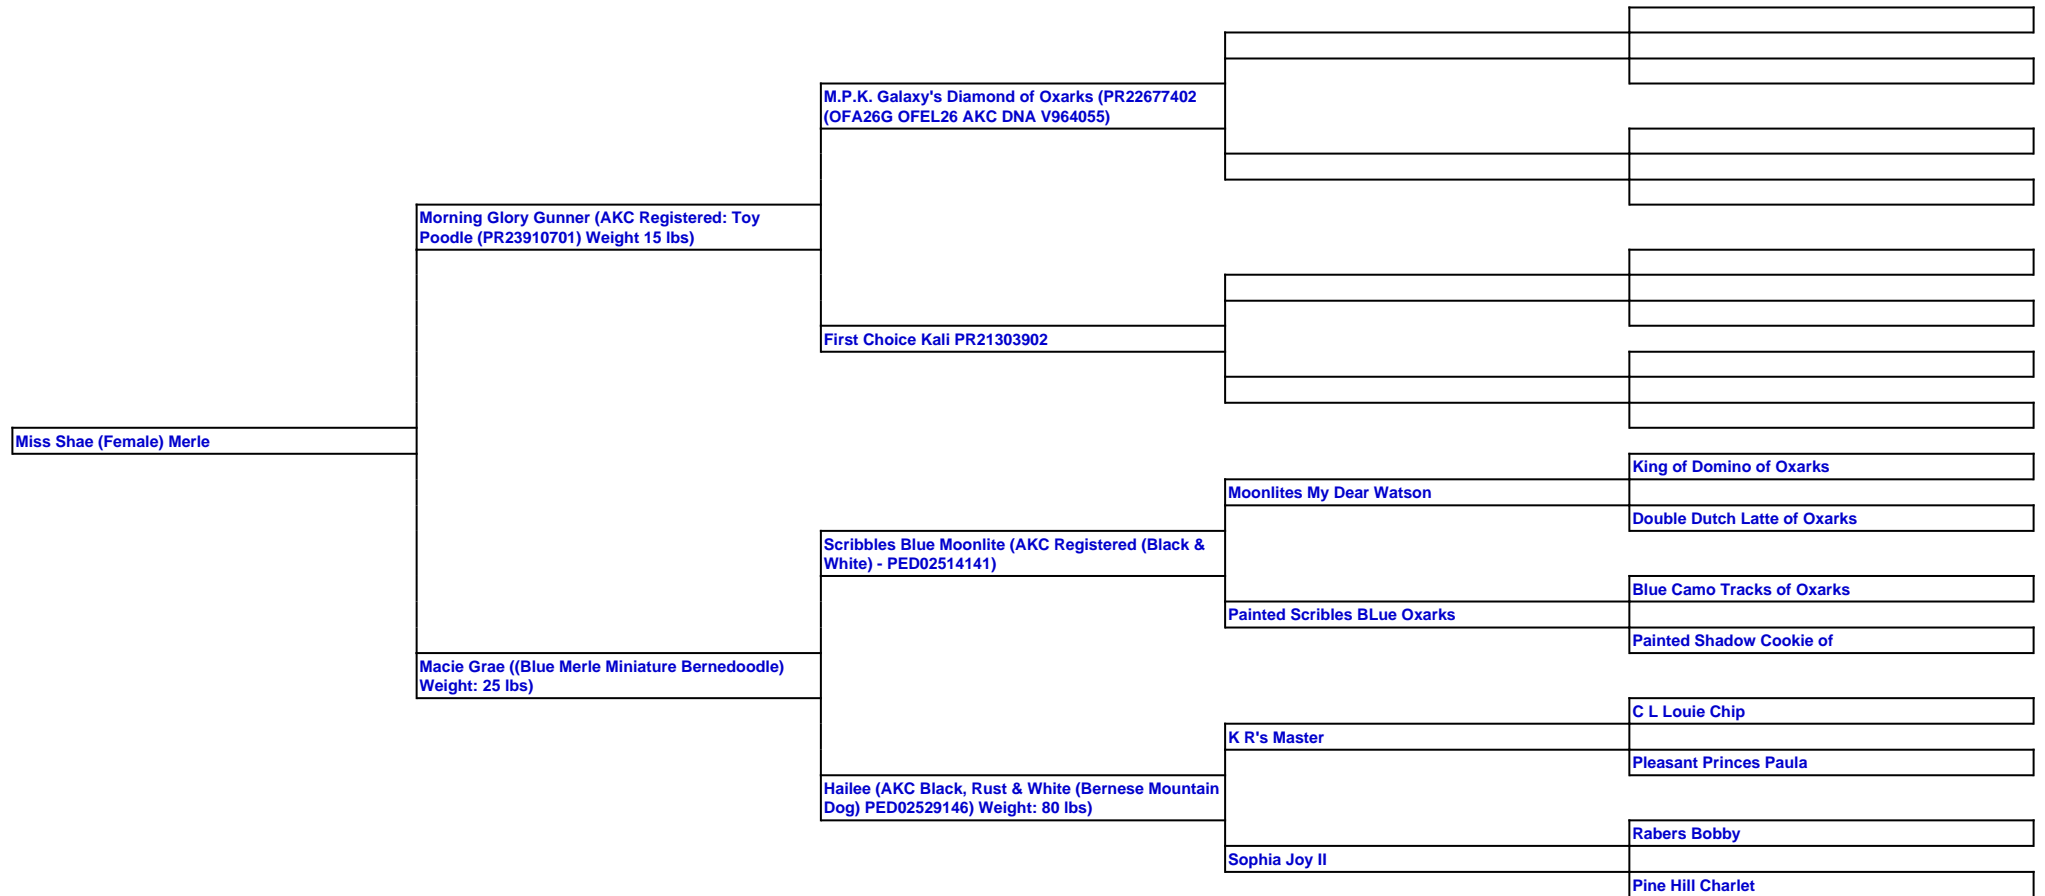 M.P.K. Galaxy's Diamond of Oxarks (PR22677402
(OFA26G OFEL26 AKC DNA V964055)
Morning Glory Gunner (AKC Registered: Toy
Poodle (PR23910701) Weight 15 lbs)
First Choice Kali PR21303902
Miss Shae (Female) Merle
King of Domino of Oxarks
Moonlites My Dear Watson
Double Dutch Latte of Oxarks
Scribbles Blue Moonlite (AKC Registered (Black &
White) - PED02514141)
Blue Camo Tracks of Oxarks
Painted Scribles BLue Oxarks
Painted Shadow Cookie of
Macie Grae ((Blue Merle Miniature Bernedoodle)
Weight: 25 lbs)
C L Louie Chip
K R's Master
Pleasant Princes Paula
Hailee (AKC Black, Rust & White (Bernese Mountain
Dog) PED02529146) Weight: 80 lbs)
Rabers Bobby
Sophia Joy II
Pine Hill Charlet